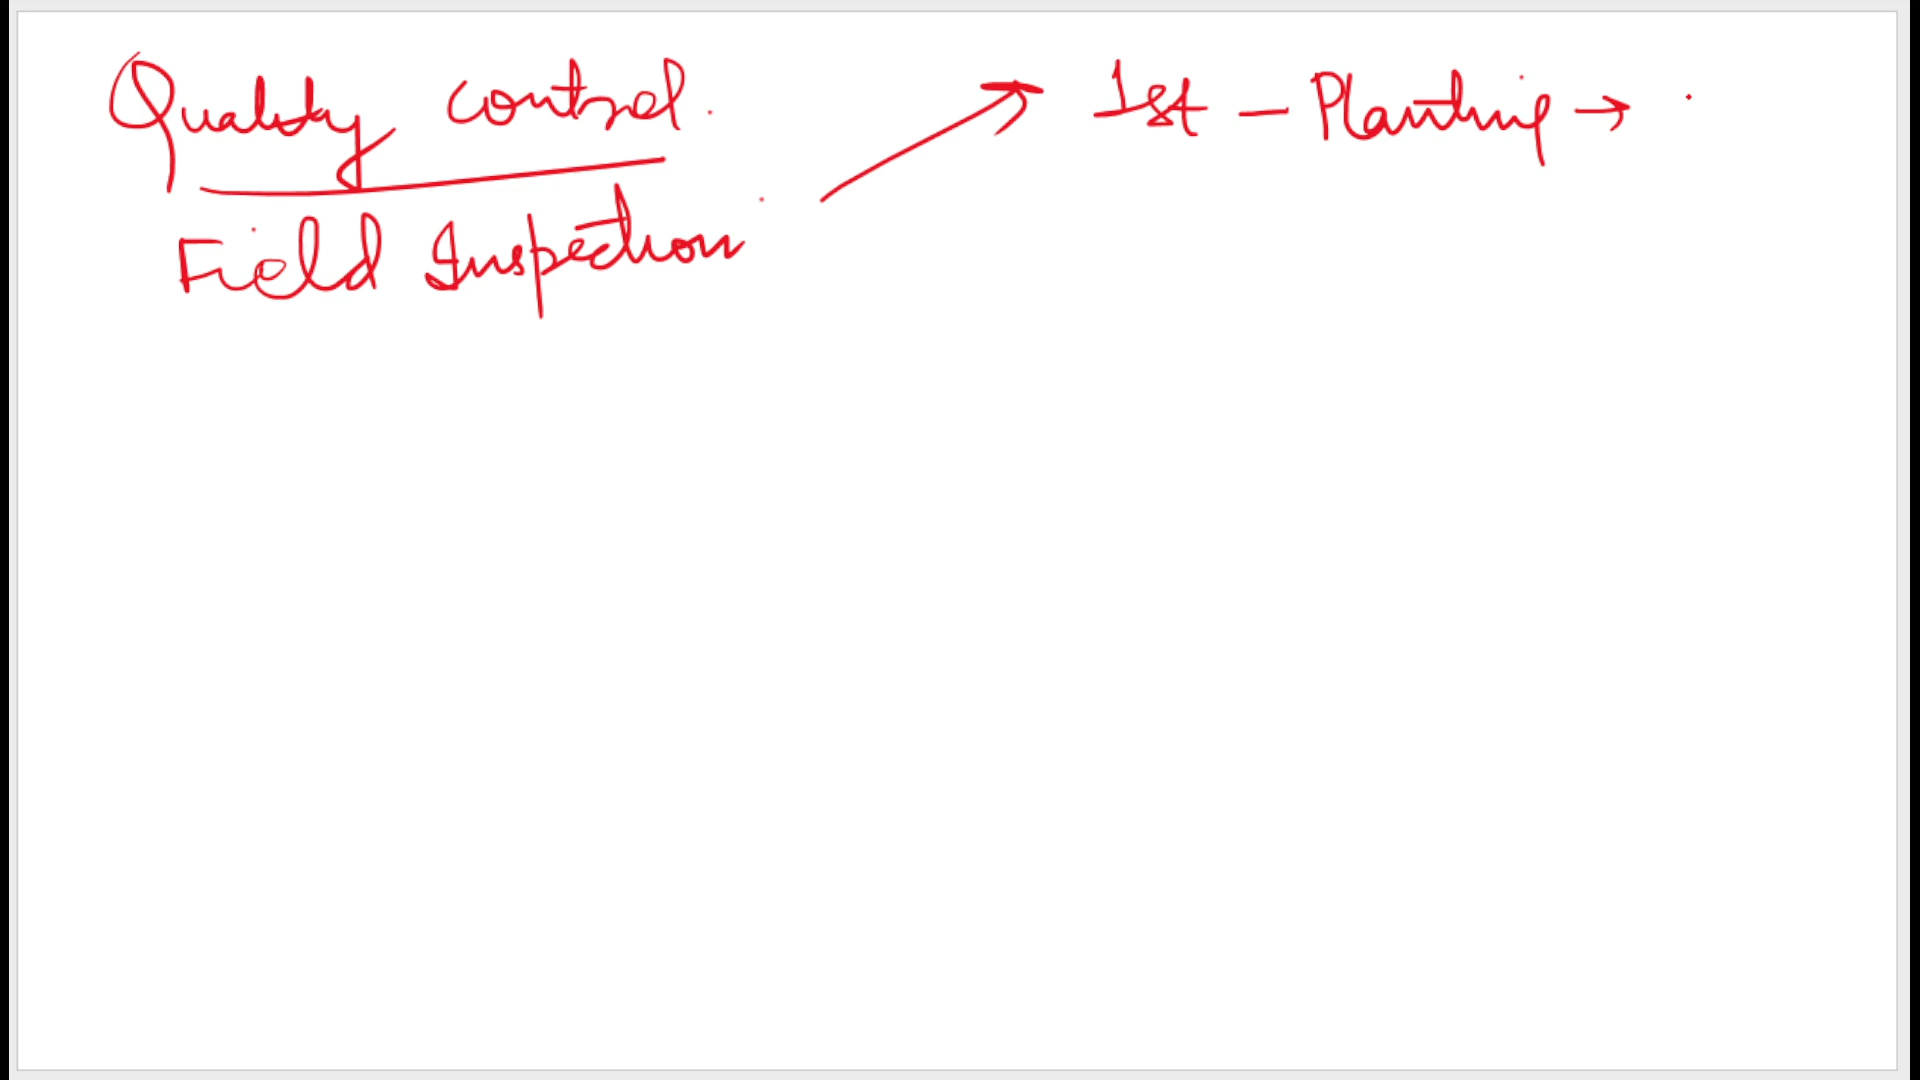 Quality control.
Field Inspection
1st - Planting →